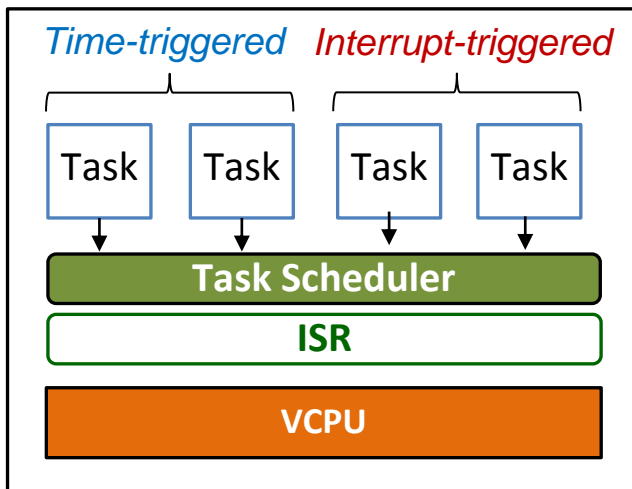 Time-triggered Interrupt-triggered
Task Task Task Task
Task Scheduler
ISR
VCPU